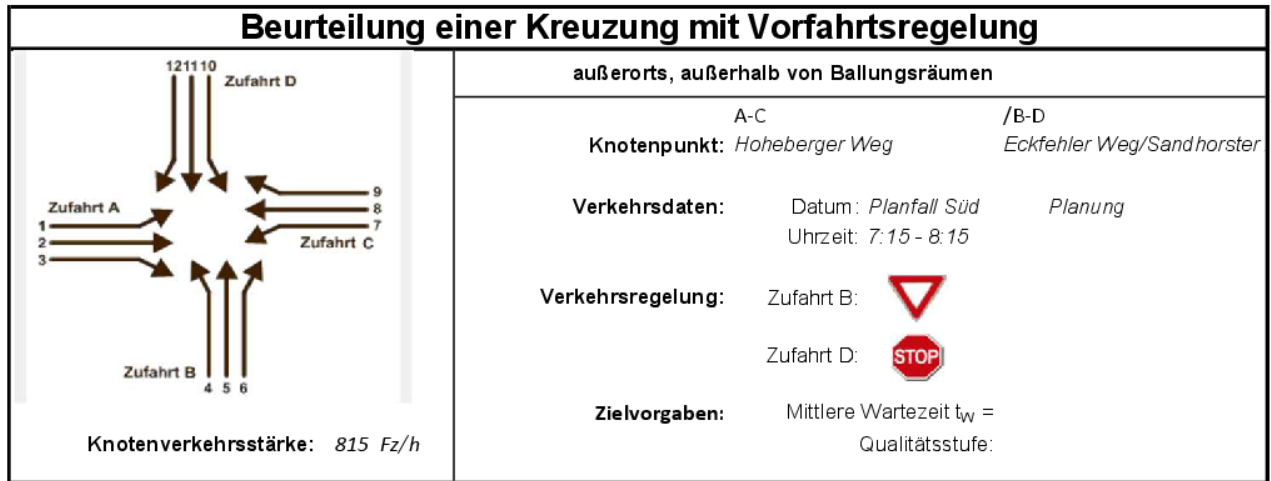 Beurteilung einer Kreuzung mit Vorfahrtsregelung
121110
Zufahrt D
Zufahrt A
1
2
3
9
8
7
Zufahrt C
Zufahrt B
4 5 6
Knotenverkehrsstärke: 815 Fz/h
außerorts, außerhalb von Ballungsräumen
A-C /B-D
Knotenpunkt: Hoheberger Weg Eckfehler Weg/Sandhorster
Verkehrsdaten: Datum: Planfall Süd Planung
Uhrzeit: 7:15 - 8:15
Verkehrsregelung: Zufahrt B:
Zufahrt D: STOP
Zielvorgaben: Mittlere Wartezeit tW =
Qualitätsstufe: